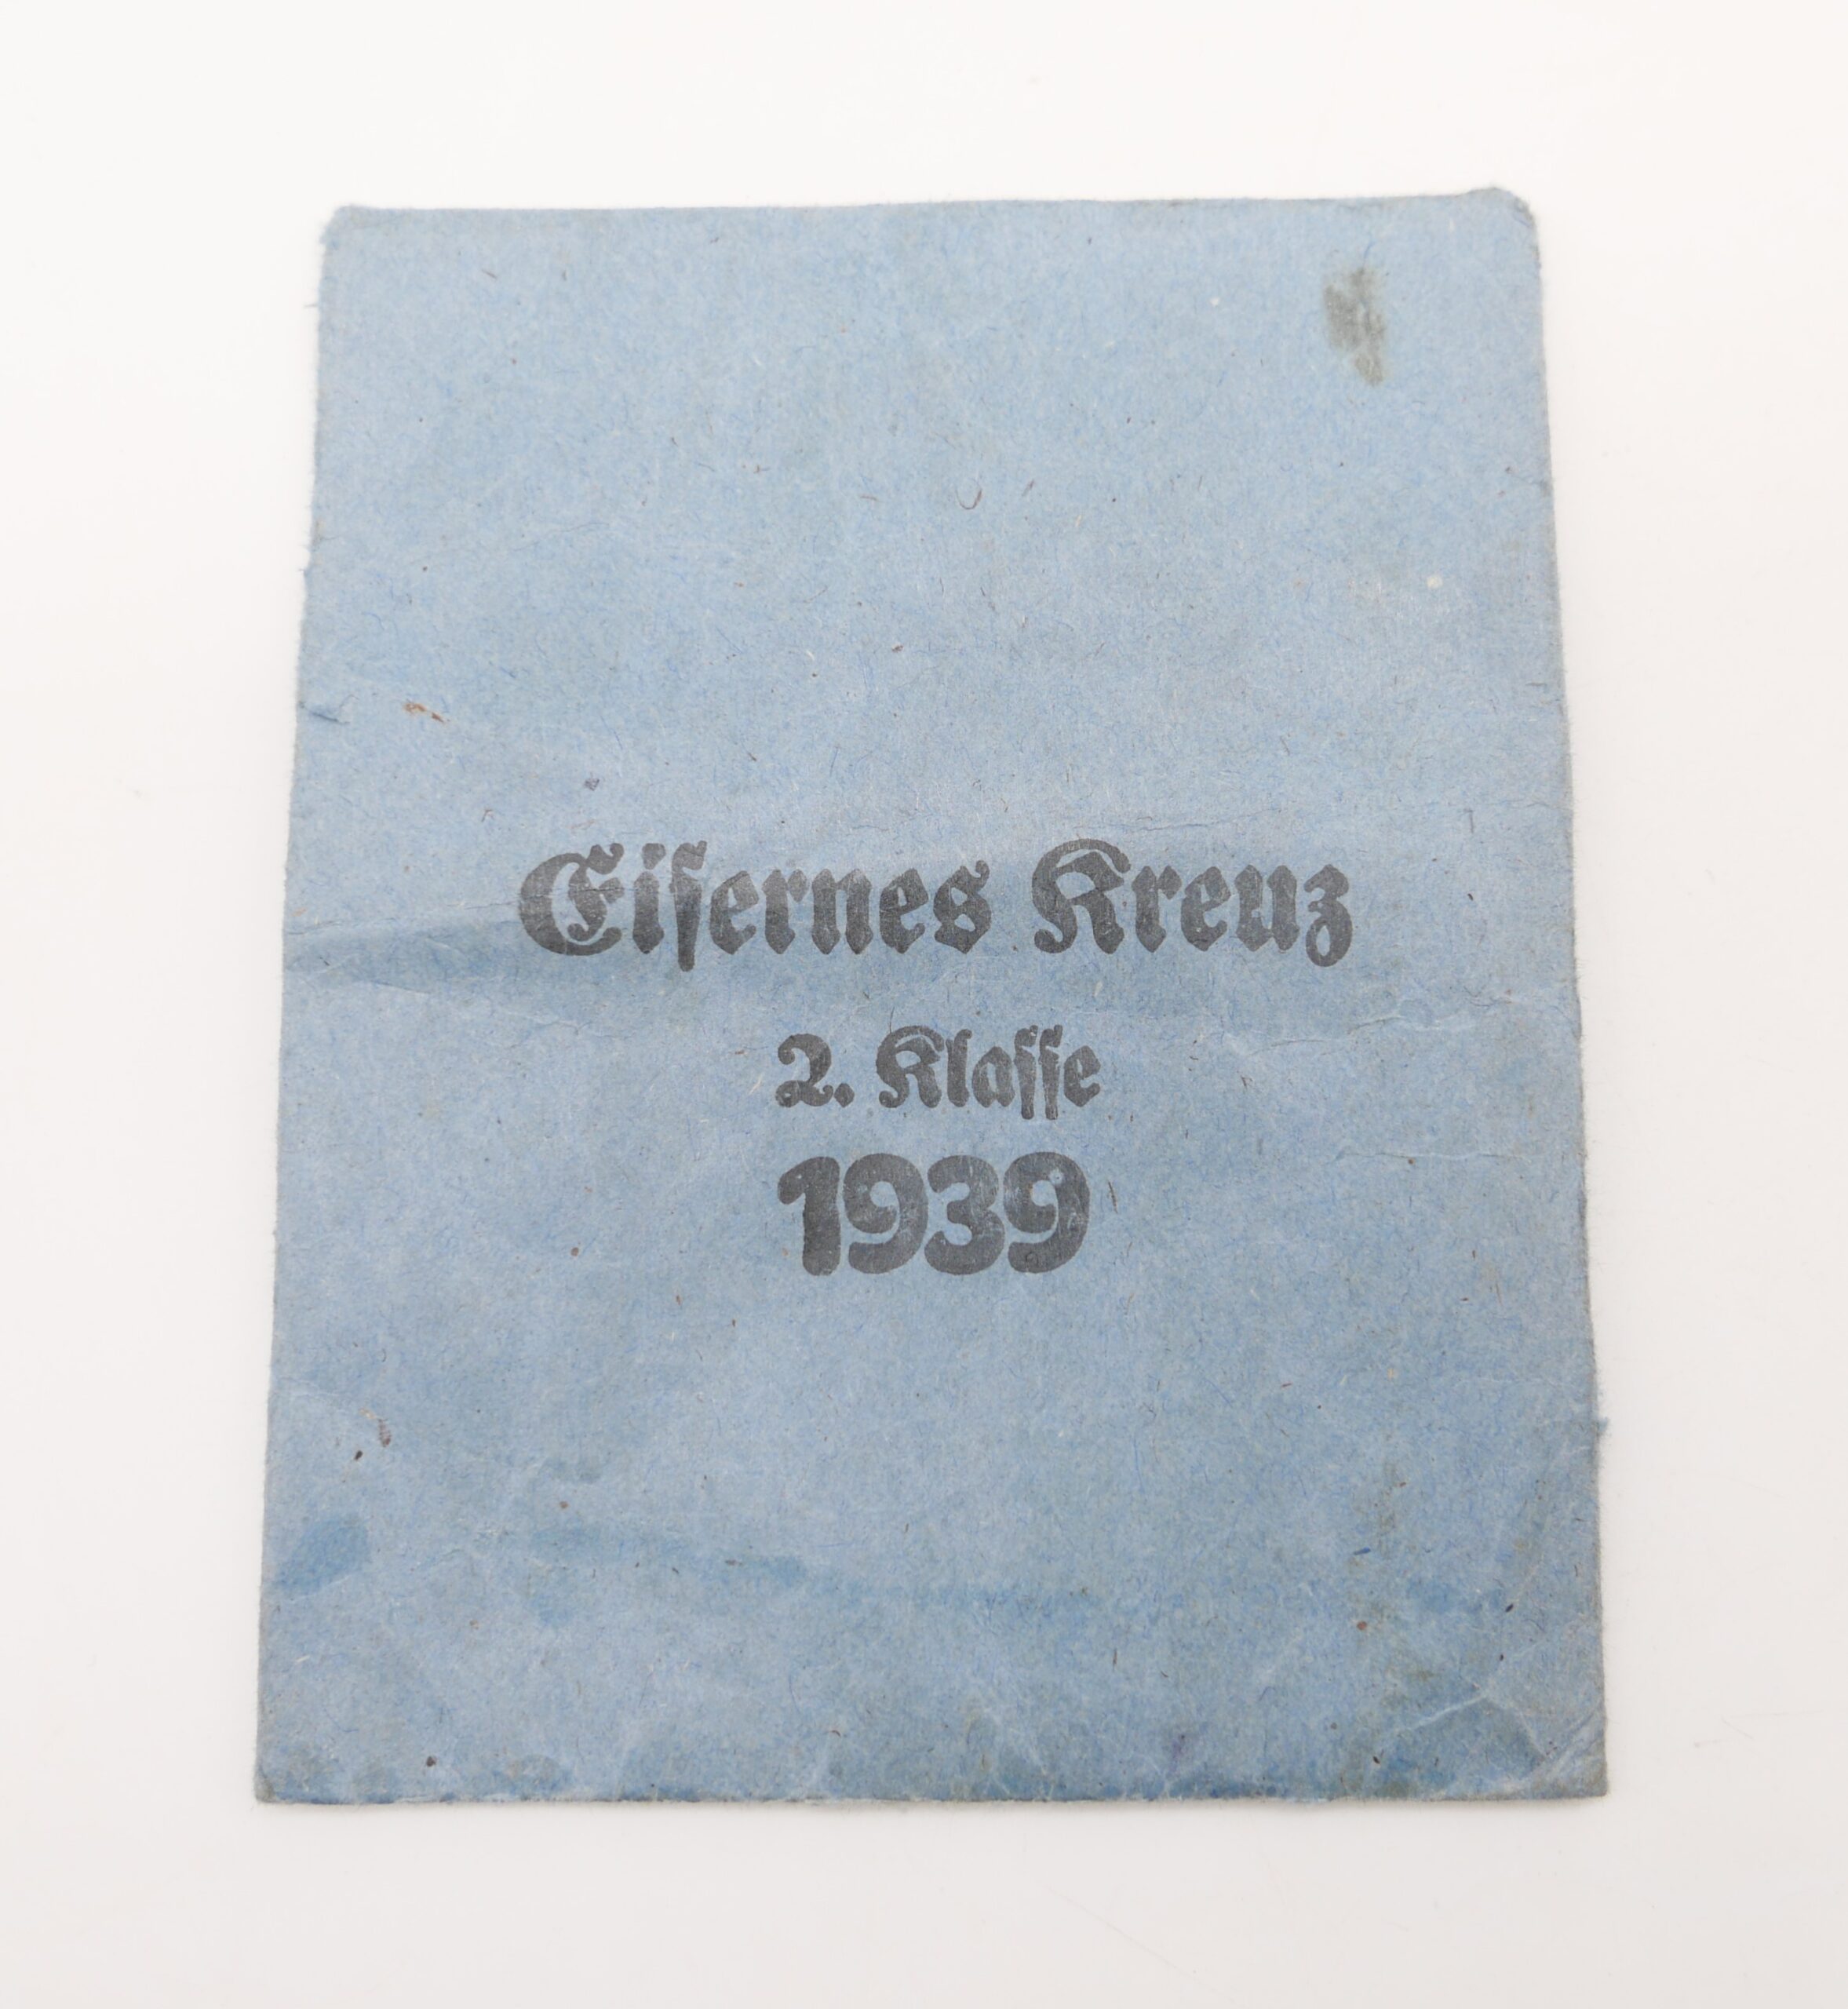 Eiſernes Kreuz
2. Klaſſe
1939